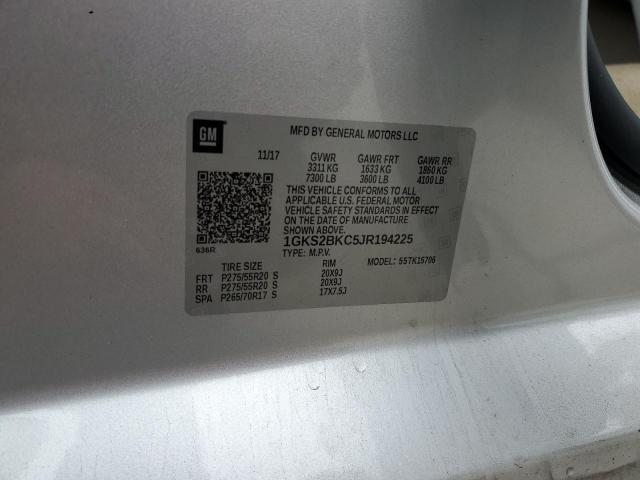 GM
MFD BY GENERAL MOTORS LLC
11/17 GVWR GAWR FRT GAWR RR
3311 KG 1633 KG 1860 KG
7300 LB 3600 LB 4100 LB
THIS VEHICLE CONFORMS TO ALL
APPLICABLE U.S. FEDERAL MOTOR
VEHICLE SAFETY STANDARDS IN EFFECT
ON THE DATE OF MANUFACTURE
SHOWN ABOVE.
1GKS2BKC5JR194225
636R
TYPE: M.P.V. MODEL: 5STK15706
TIRE SIZE RIM
FRT P275/55R20 S 20X9J
RR P275/55R20 S 20X9J
SPA P265/70R17 S 17X7.5J